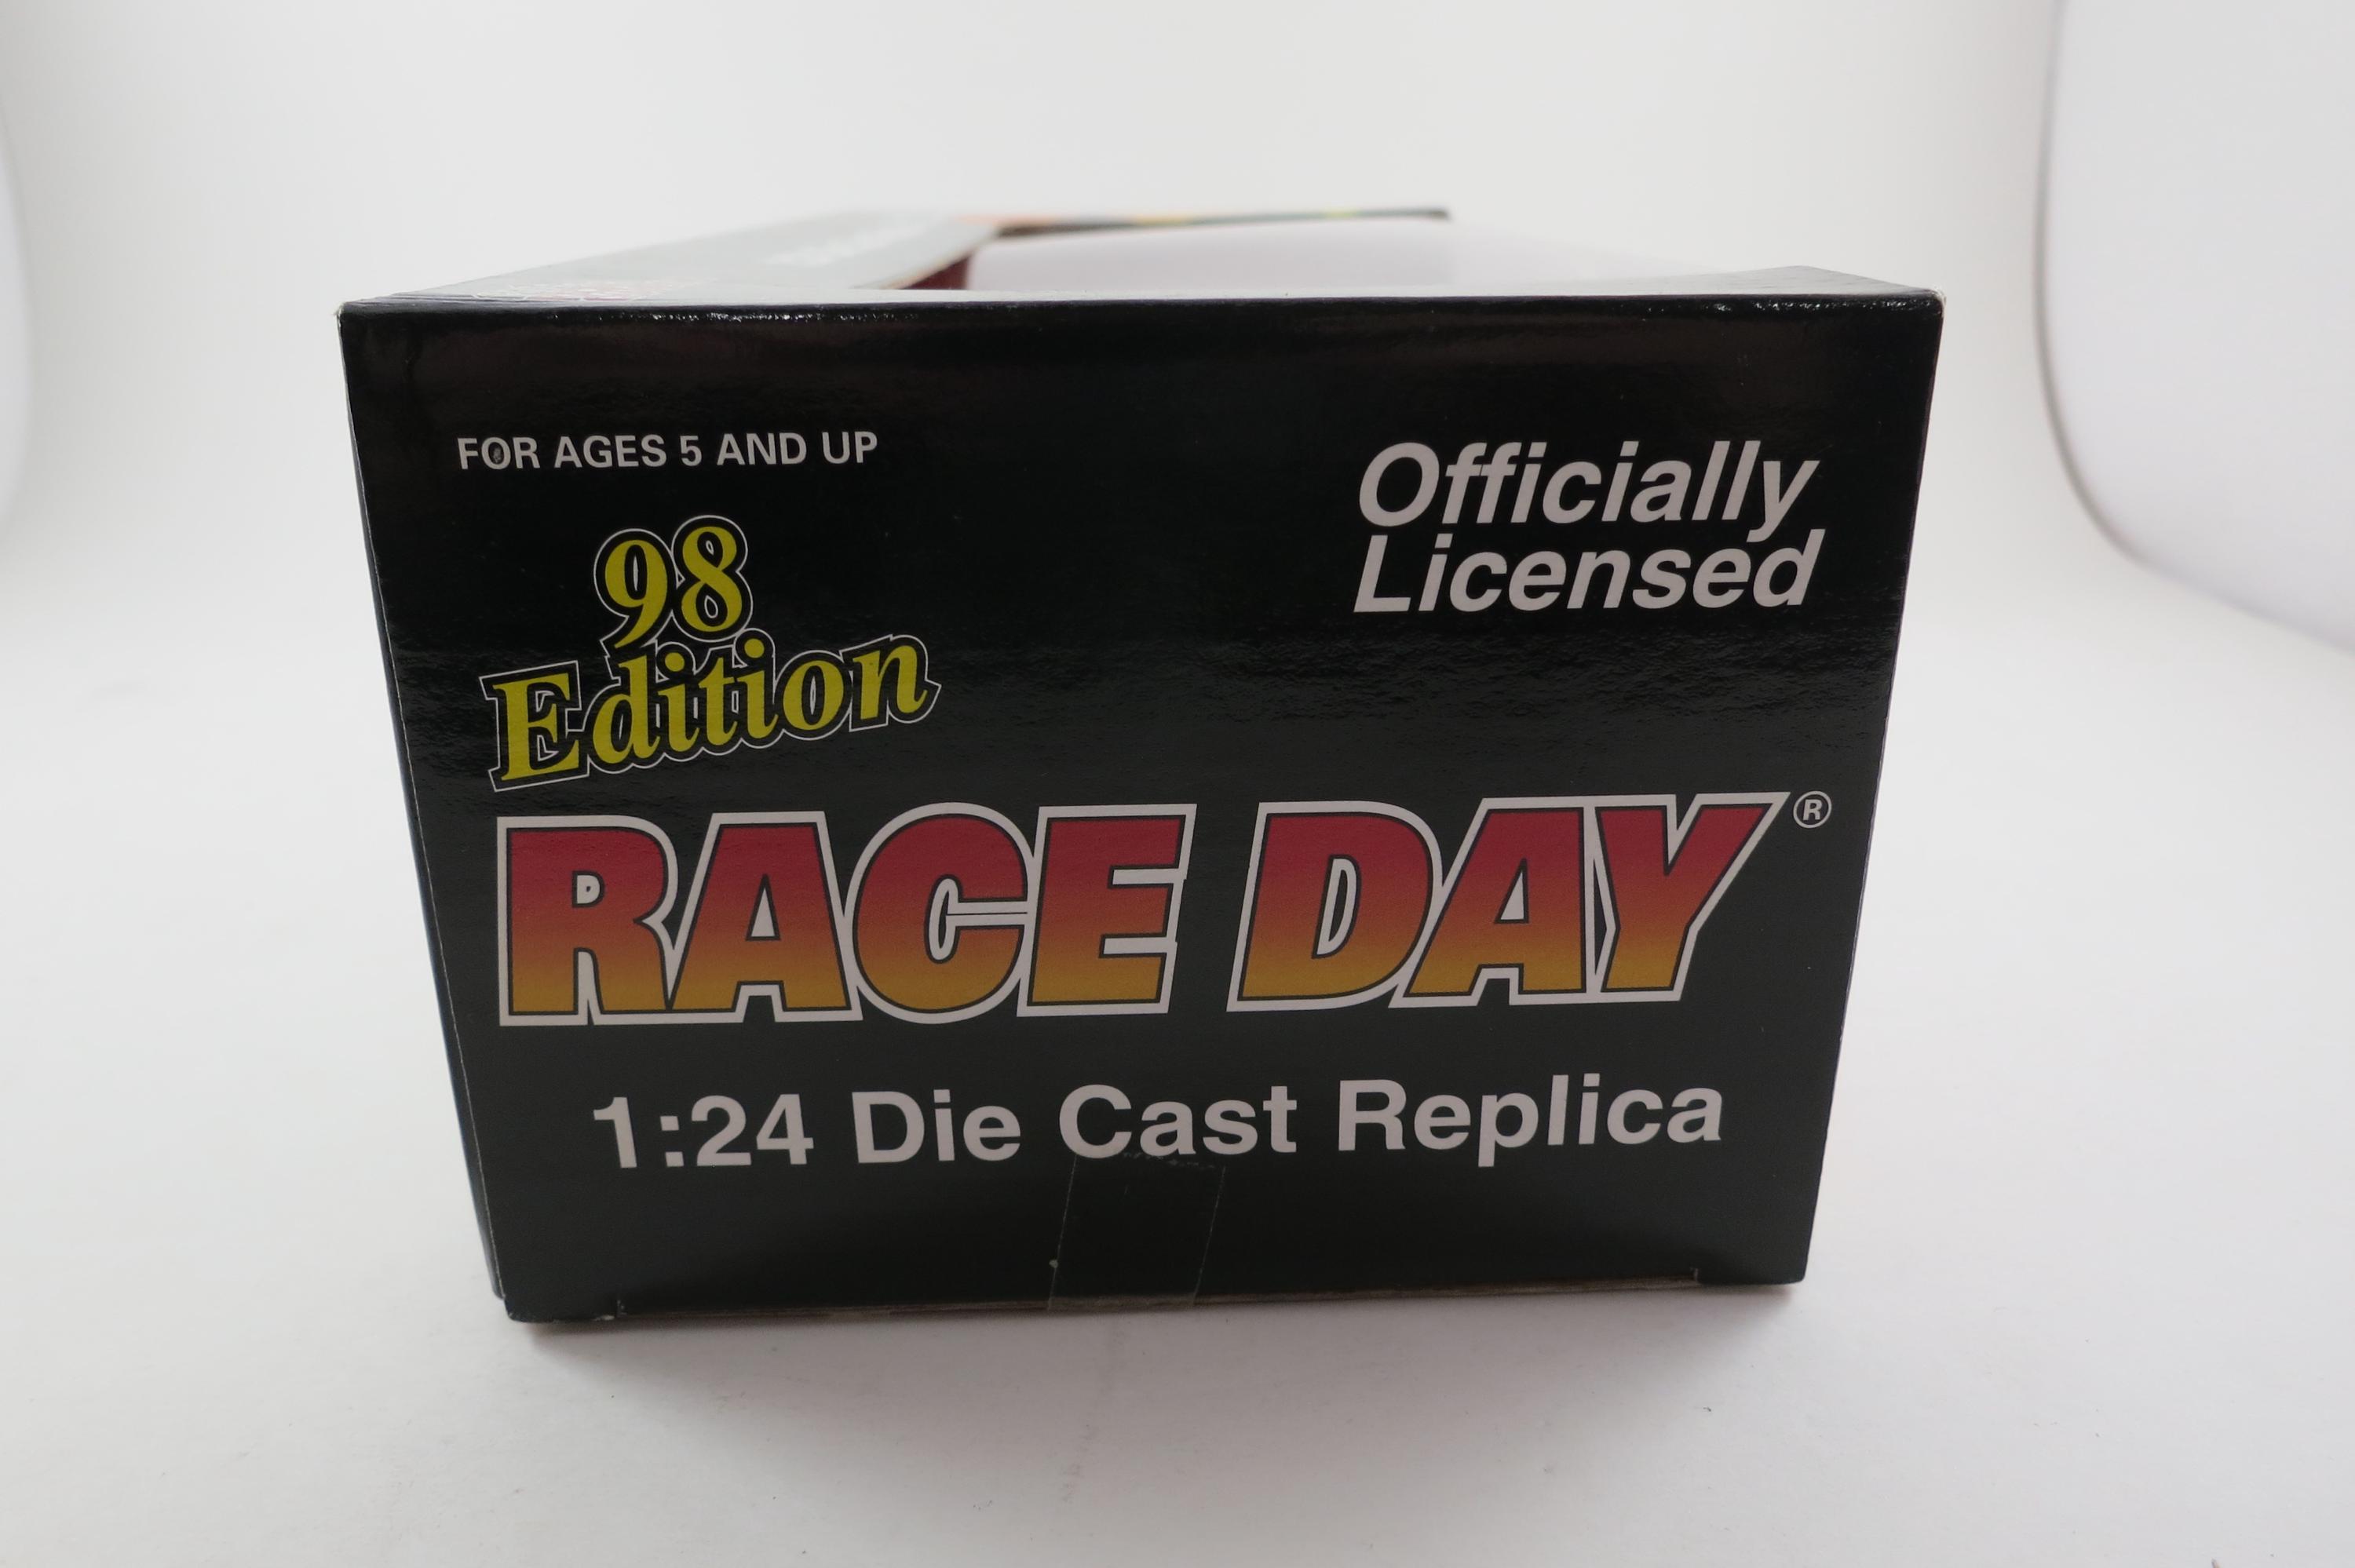 FOR AGES 5 AND UP
Officially
Licensed
98
Edition
RACE DAY®
1:24 Die Cast Replica